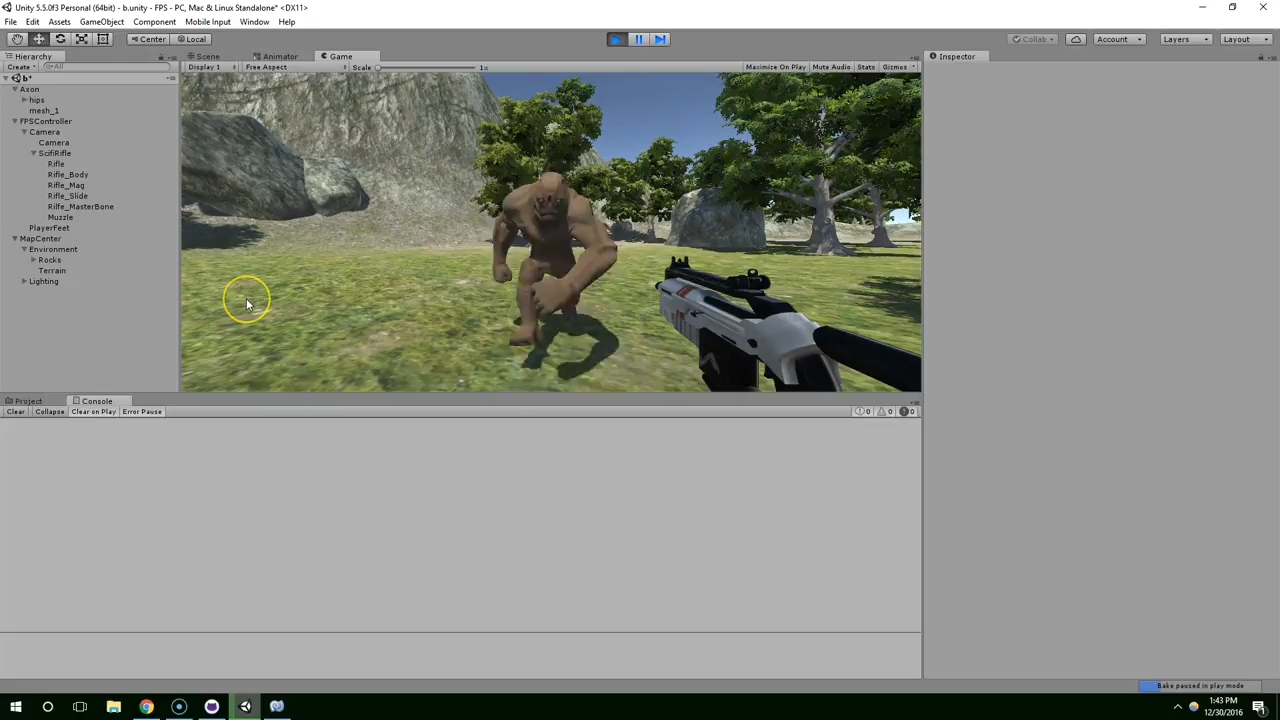 Unity 5.5.0f3 Personal (64bit) - b.unity - FPS - PC, Mac & Linux Standalone* <DX11>
File Edit Assets GameObject Component Mobile Input Window Help
Center Local Collab Account Layers Layout
Hierarchy Scene Animator Game Inspector
Create All Display 1 Free Aspect Scale 1x Maximize On Play Mute Audio Stats Gizmos
b*
Axon
hips
mesh_1
FPSController
Camera
Camera
ScifiRifle
Rifle
Rifle_Body
Rifle_Mag
Rifle_Slide
Rilfe_MasterBone
Muzzle
PlayerFeet
MapCenter
Environment
Rocks
Terrain
Lighting
Project Console
Clear Collapse Clear on Play Error Pause 0 0 0
Bake paused in play mode
1:43 PM
12/30/2016